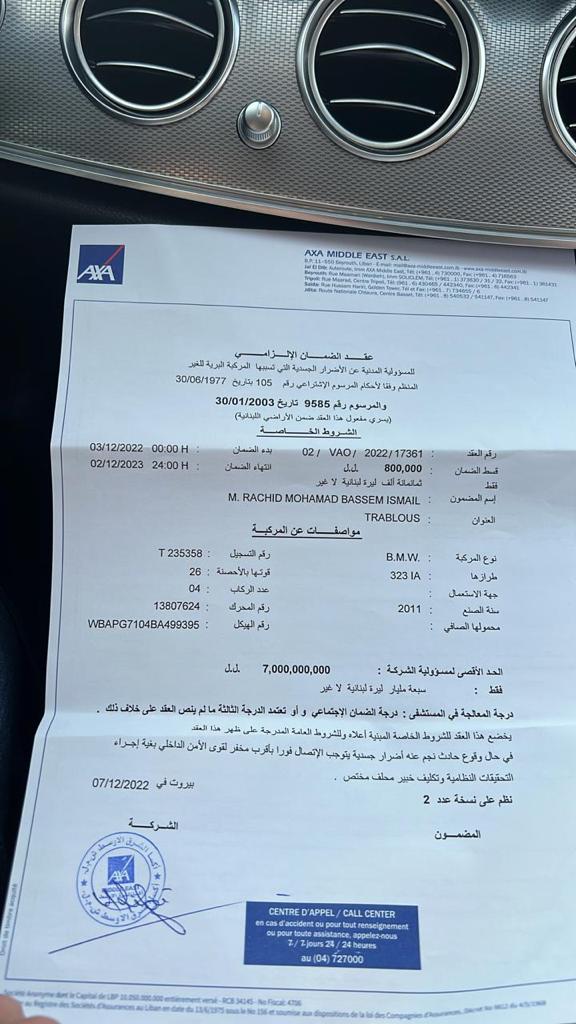 AXA
AXA MIDDLE EAST S.A.L.
عقد الضمان الإلزامي
للمسؤولية المدنية عن الأضرار الجسدية التي تسببها المركبة البرية للغير
المنظم وفقا لأحكام المرسوم الإشتراعي رقم 105 بتاريخ 30/06/1977
والمرسوم رقم 9585 تاريخ 30/01/2003
(يسري مفعول هذا العقد ضمن الأراضي اللبنانية)
الشروط الخاصة
رقم العقد : 02 / VAO / 2022/17361 بدء الضمان : 03/12/2022 00:00 H
قسط الضمان : 800,000 ل.ل. انتهاء الضمان : 02/12/2023 24:00 H
فقط ثمانمائة ألف ليرة لبنانية لا غير
إسم المضمون : M. RACHID MOHAMAD BASSEM ISMAIL
العنوان : TRABLOUS
مواصفات عن المركبة
نوع المركبة : B.M.W. رقم التسجيل : T 235358
طرازها : 323 IA قوتها بالأحصنة : 26
جهة الاستعمال : عدد الركاب : 04
سنة الصنع : 2011 رقم المحرك : 13807624
محمولها الصافي : رقم الهيكل : WBAPG7104BA499395
الحد الأقصى لمسؤولية الشركة : 7,000,000,000 ل.ل.
فقط : سبعة مليار ليرة لبنانية لا غير
درجة المعالجة في المستشفى : درجة الضمان الإجتماعي و أو تعتمد الدرجة الثالثة ما لم ينص العقد على خلاف ذلك .
يخضع هذا العقد للشروط الخاصة المبنية أعلاه وللشروط العامة المدرجة على ظهر هذا العقد
في حال وقوع حادث نجم عنه أضرار جسدية يتوجب الإتصال فورا بأقرب مخفر لقوى الأمن الداخلي بغية إجراء
التحقيقات النظامية وتكليف خبير محلف مختص .
نظم على نسخة عدد 2 بيروت في 07/12/2022
المضمون الشركة
AXA
CENTRE D'APPEL / CALL CENTER
en cas d'accident ou pour tout renseignement
ou pour toute assistance, appelez-nous
7/7 jours 24 / 24 heures
au (04) 727000